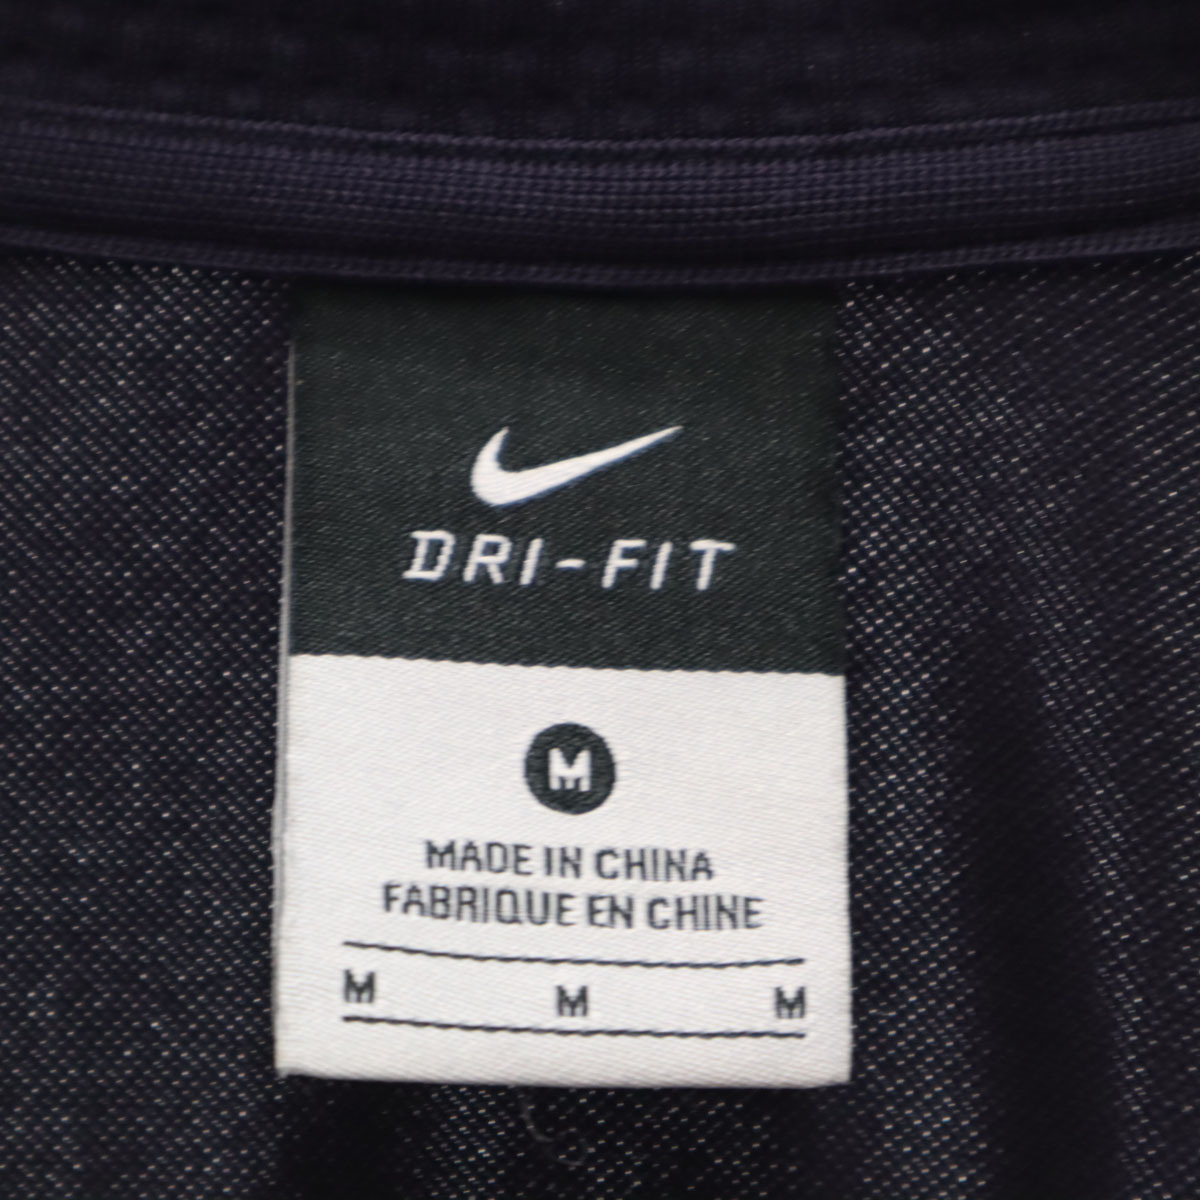 DRI-FIT
M
MADE IN CHINA
FABRIQUE EN CHINE
M M M